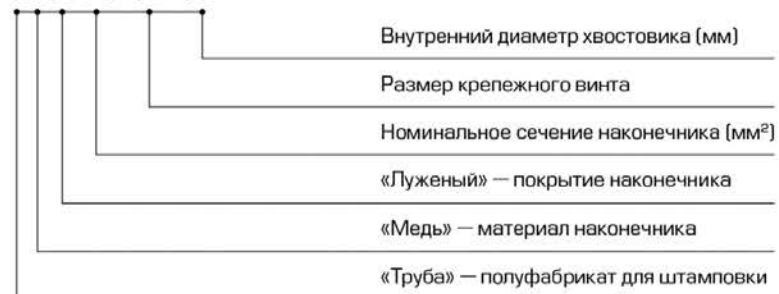 Внутренний диаметр хвостовика (мм)
Размер крепежного винта
Номинальное сечение наконечника (мм²)
«Луженый» — покрытие наконечника
«Медь» — материал наконечника
«Труба» — полуфабрикат для штамповки